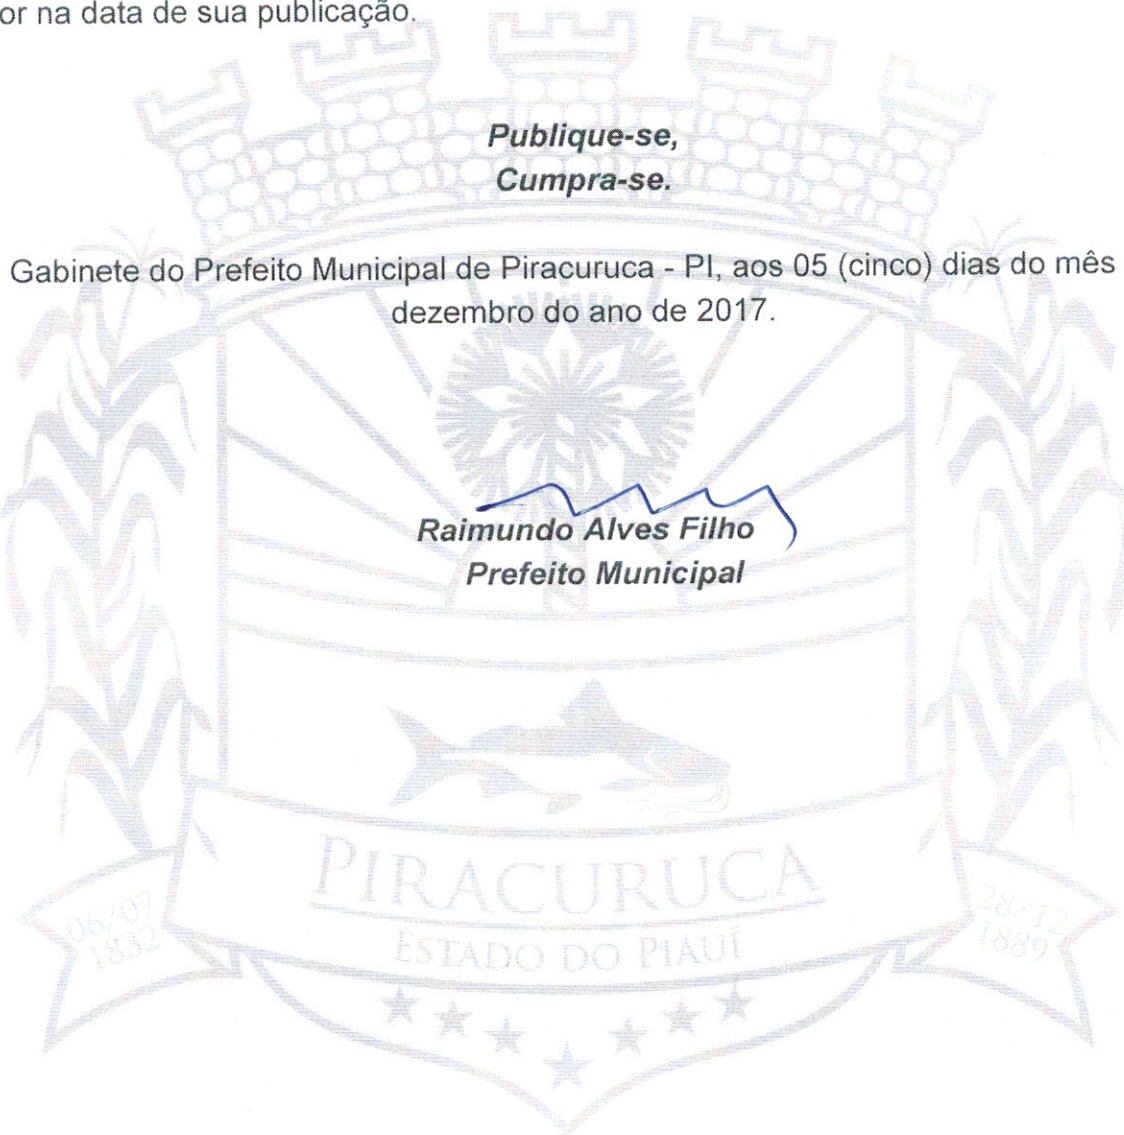 or na data de sua publicação.
Publique-se,
Cumpra-se.
Gabinete do Prefeito Municipal de Piracuruca - PI, aos 05 (cinco) dias do mês
dezembro do ano de 2017.
Raimundo Alves Filho
Prefeito Municipal
PIRACURUCA
ESTADO DO PIAUÍ
06/07
1832
28/12
1889